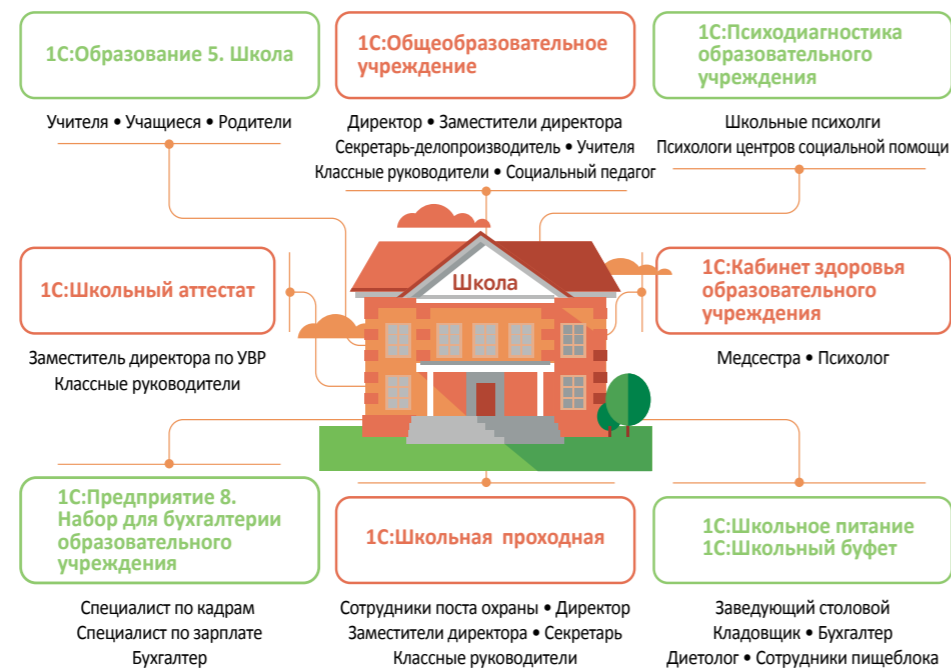 1С:Образование 5. Школа
Учителя • Учащиеся • Родители
1С:Общеобразовательное
учреждение
Директор • Заместители директора
Секретарь-делопроизводитель • Учителя
Классные руководители • Социальный педагог
1С:Психодиагностика
образовательного
учреждения
Школьные психолги
Психологи центров социальной помощи
1С:Школьный аттестат
Заместитель директора по УВР
Классные руководители
Школа
1С:Кабинет здоровья
образовательного
учреждения
Медсестра • Психолог
1С:Предприятие 8.
Набор для бухгалтерии
образовательного
учреждения
Специалист по кадрам
Специалист по зарплате
Бухгалтер
1С:Школьная проходная
Сотрудники поста охраны • Директор
Заместители директора • Секретарь
Классные руководители
1С:Школьное питание
1С:Школьный буфет
Заведующий столовой
Кладовщик • Бухгалтер
Диетолог • Сотрудники пищеблока